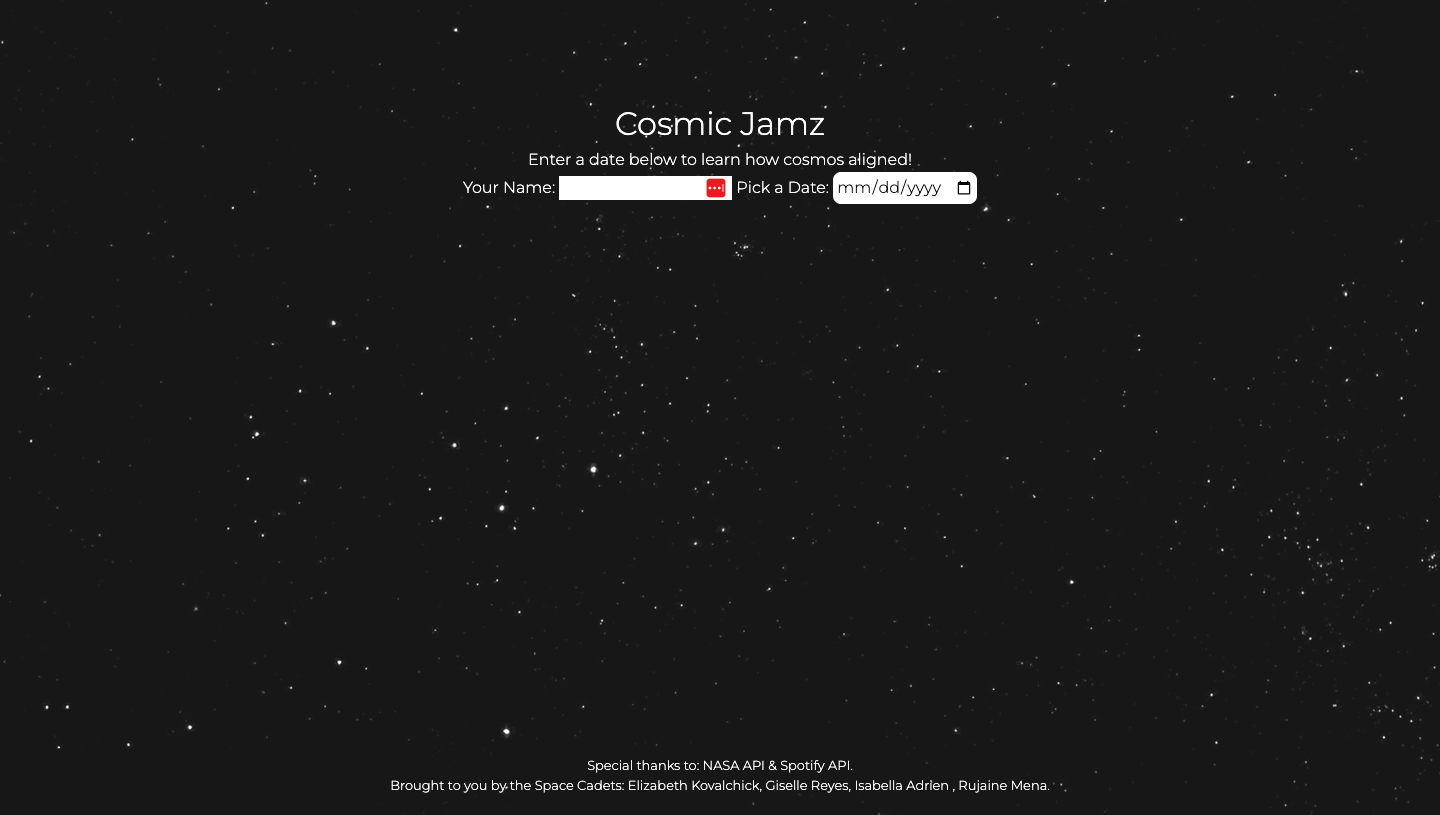 Cosmic Jamz
Enter a date below to learn how cosmos aligned!
Your Name: Pick a Date: mm/dd/yyyy
Special thanks to: NASA API & Spotify API.
Brought to you by the Space Cadets: Elizabeth Kovalchick, Giselle Reyes, Isabella Adrien , Rujaine Mena.